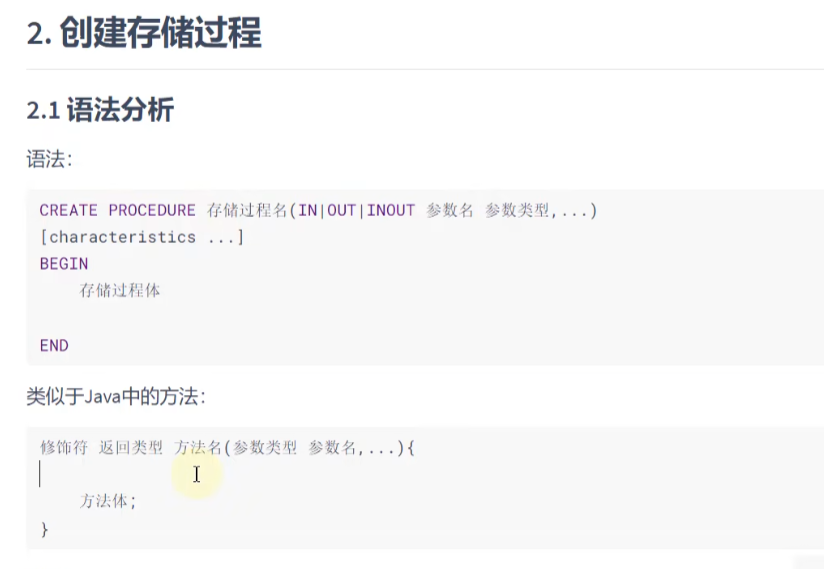 2. 创建存储过程
2.1 语法分析
语法：
CREATE PROCEDURE 存储过程名(IN|OUT|INOUT 参数名 参数类型,...)
[characteristics ...]
BEGIN
存储过程体
END
类似于Java中的方法：
修饰符 返回类型 方法名(参数类型 参数名,...){
方法体;
}